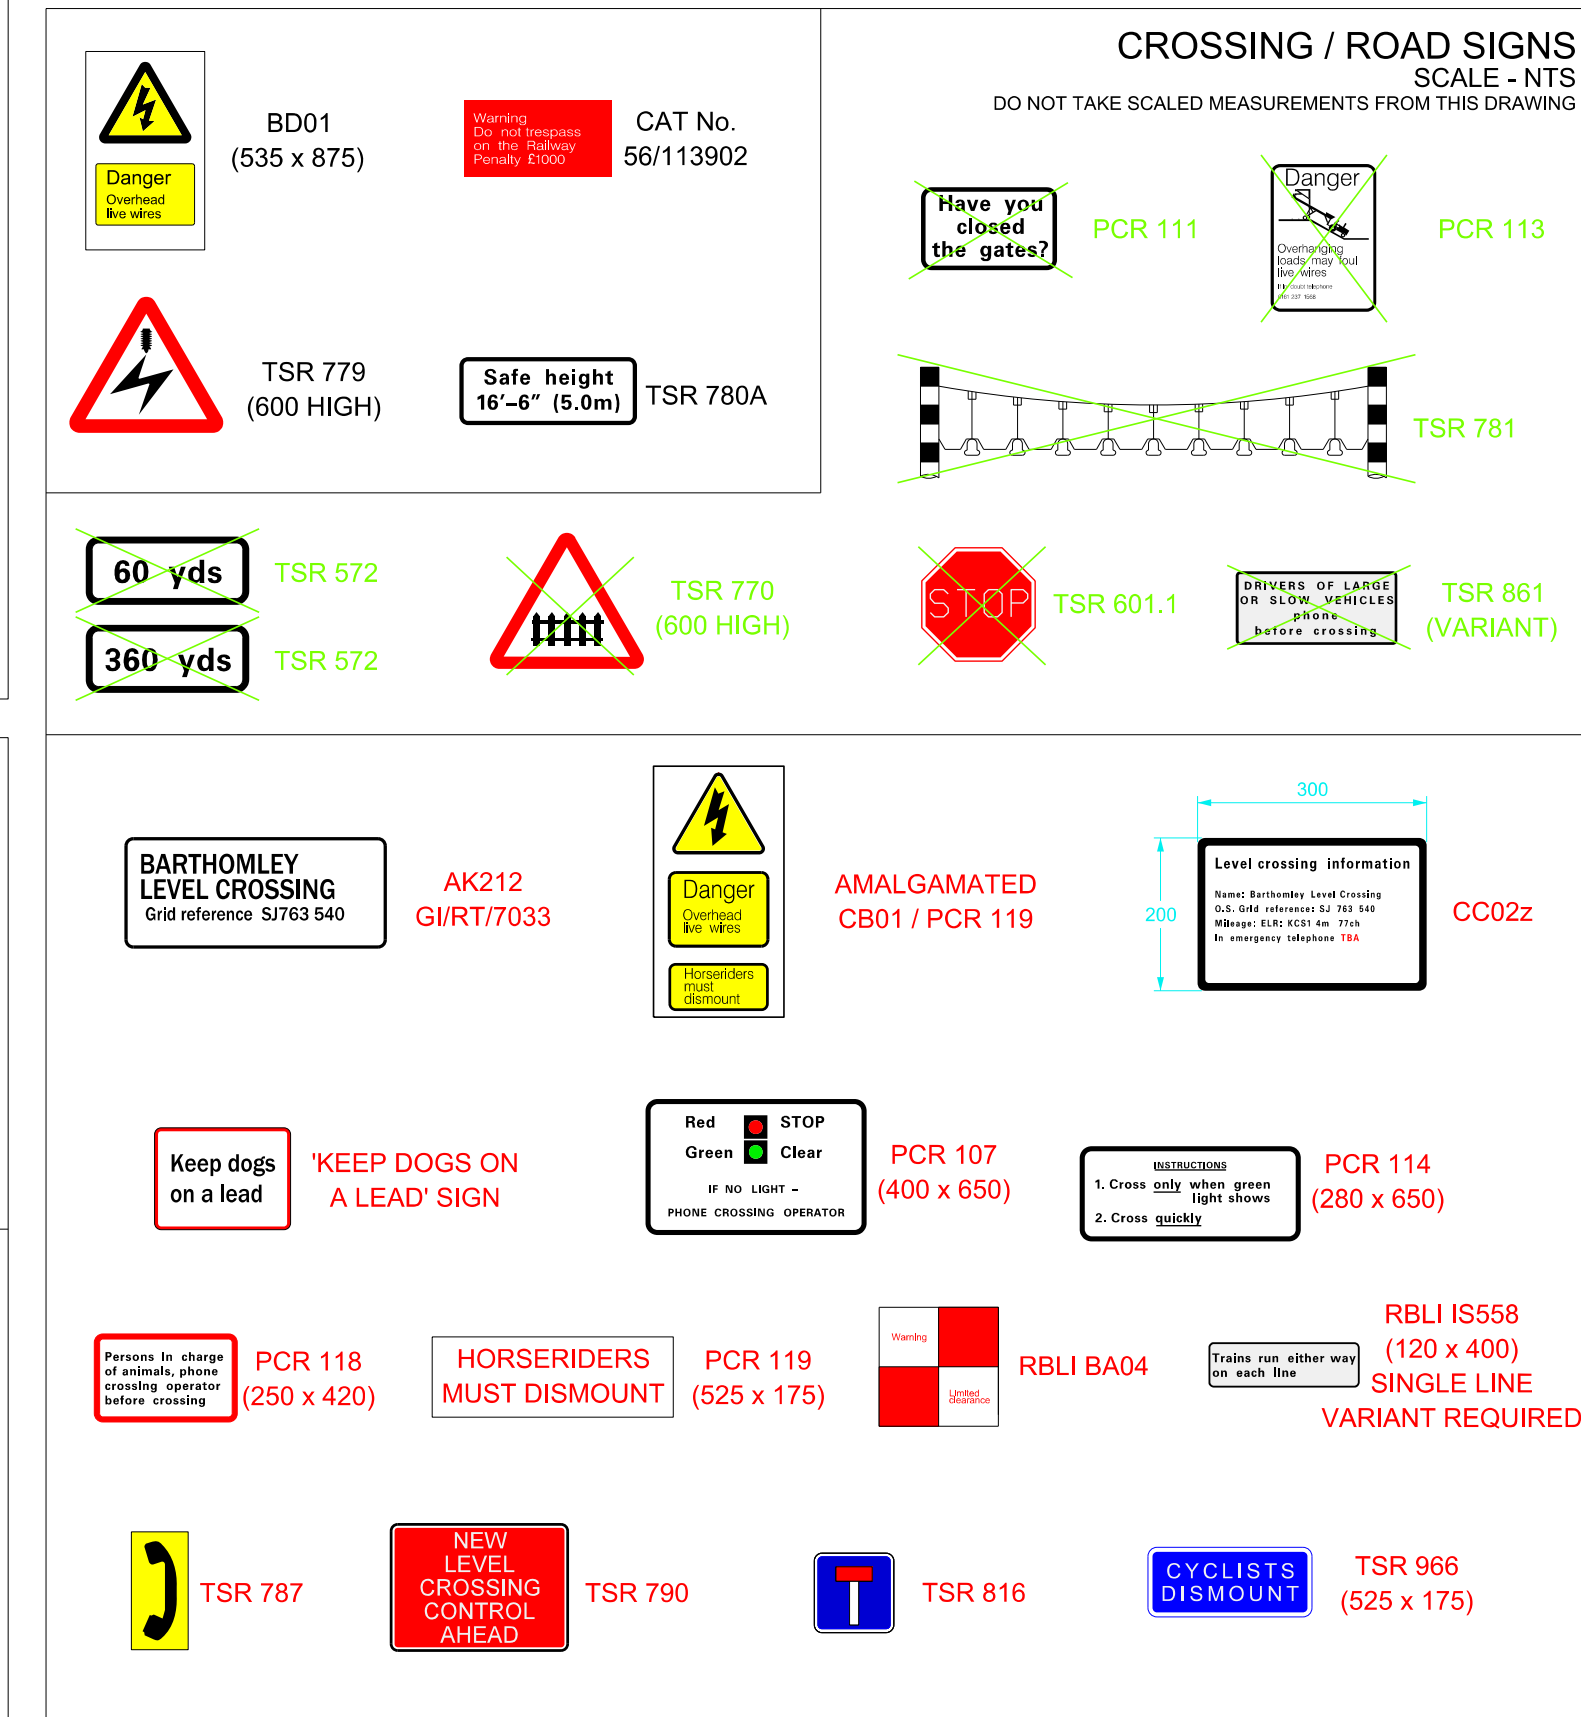 CROSSING / ROAD SIGNS
SCALE - NTS
DO NOT TAKE SCALED MEASUREMENTS FROM THIS DRAWING
Danger
Overhead
live wires
BD01
(535 x 875)
Warning
Do not trespass
on the Railway
Penalty £1000
CAT No.
56/113902
TSR 779
(600 HIGH)
Safe height
16'–6" (5.0m)
TSR 780A
Have you
closed
the gates?
PCR 111
Danger
Overhanging
loads may foul
live wires
If in doubt telephone
0161 237 1568
PCR 113
TSR 781
60 yds
TSR 572
360 yds
TSR 572
TSR 770
(600 HIGH)
STOP
TSR 601.1
DRIVERS OF LARGE
OR SLOW VEHICLES
phone
before crossing
TSR 861
(VARIANT)
BARTHOMLEY
LEVEL CROSSING
Grid reference SJ763 540
AK212
GI/RT/7033
Danger
Overhead
live wires
Horseriders
must
dismount
AMALGAMATED
CB01 / PCR 119
300
200
Level crossing information
Name: Barthomley Level Crossing
O.S. Grid reference: SJ 763 540
Mileage: ELR: KCS1 4m 77ch
In emergency telephone TBA
CC02z
Keep dogs
on a lead
'KEEP DOGS ON
A LEAD' SIGN
Red STOP
Green Clear
IF NO LIGHT –
PHONE CROSSING OPERATOR
PCR 107
(400 x 650)
INSTRUCTIONS
1. Cross only when green
light shows
2. Cross quickly
PCR 114
(280 x 650)
Persons in charge
of animals, phone
crossing operator
before crossing
PCR 118
(250 x 420)
HORSERIDERS
MUST DISMOUNT
PCR 119
(525 x 175)
Warning
Limited
clearance
RBLI BA04
Trains run either way
on each line
RBLI IS558
(120 x 400)
SINGLE LINE
VARIANT REQUIRED
TSR 787
NEW
LEVEL
CROSSING
CONTROL
AHEAD
TSR 790
TSR 816
CYCLISTS
DISMOUNT
TSR 966
(525 x 175)